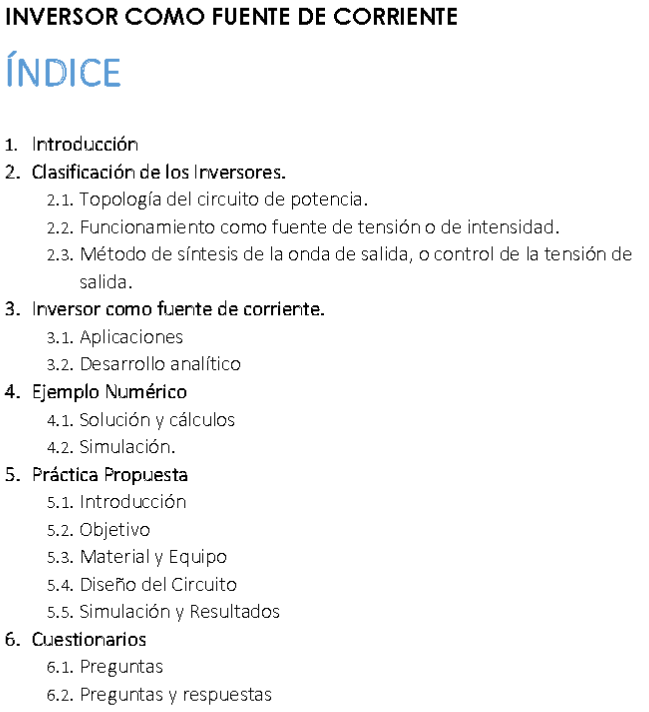 INVERSOR COMO FUENTE DE CORRIENTE
ÍNDICE
1. Introducción
2. Clasificación de los Inversores.
2.1. Topología del circuito de potencia.
2.2. Funcionamiento como fuente de tensión o de intensidad.
2.3. Método de síntesis de la onda de salida, o control de la tensión de
salida.
3. Inversor como fuente de corriente.
3.1. Aplicaciones
3.2. Desarrollo analítico
4. Ejemplo Numérico
4.1. Solución y cálculos
4.2. Simulación.
5. Práctica Propuesta
5.1. Introducción
5.2. Objetivo
5.3. Material y Equipo
5.4. Diseño del Circuito
5.5. Simulación y Resultados
6. Cuestionarios
6.1. Preguntas
6.2. Preguntas y respuestas